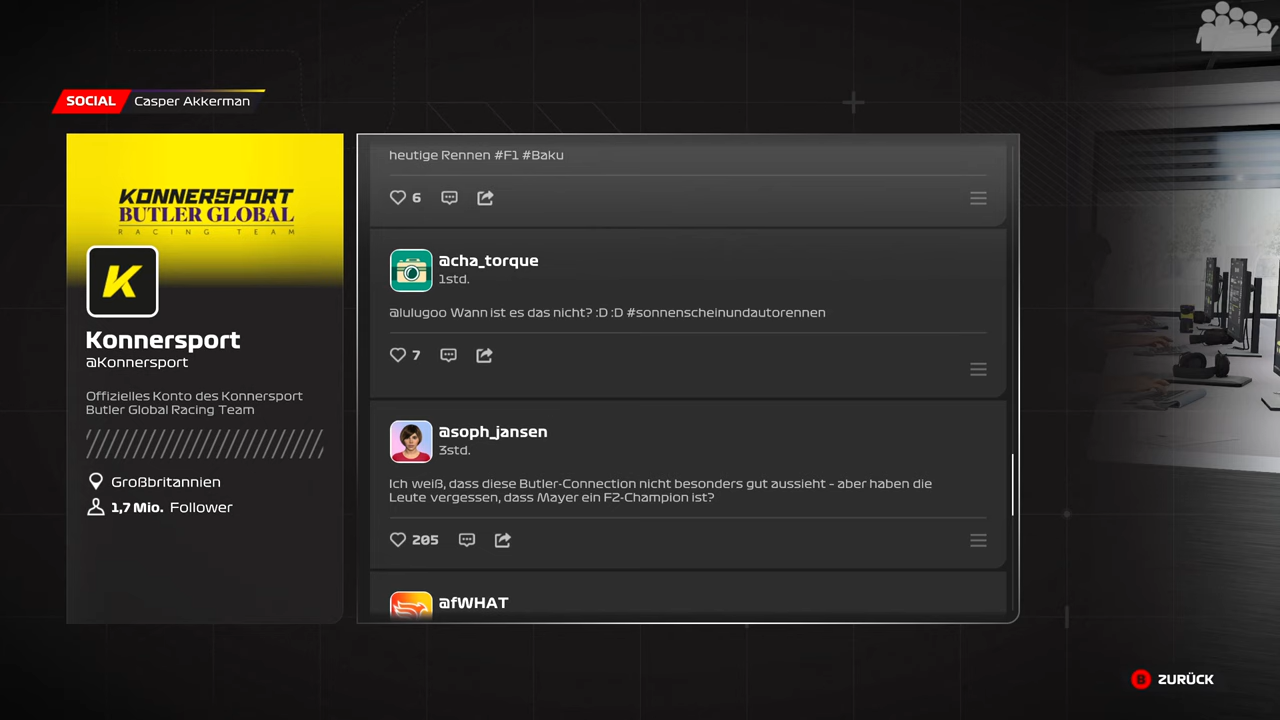 SOCIAL Casper Akkerman
KONNERSPORT
BUTLER GLOBAL
RACING TEAM
K
Konnersport
@Konnersport
Offizielles Konto des Konnersport
Butler Global Racing Team
Großbritannien
1,7 Mio. Follower
heutige Rennen #F1 #Baku
6
@cha_torque
1std.
@lulugoo Wann ist es das nicht? :D :D #sonnenscheinundautorennen
7
@soph_jansen
3std.
Ich weiß, dass diese Butler-Connection nicht besonders gut aussieht – aber haben die
Leute vergessen, dass Mayer ein F2-Champion ist?
205
@fWHAT
B ZURÜCK